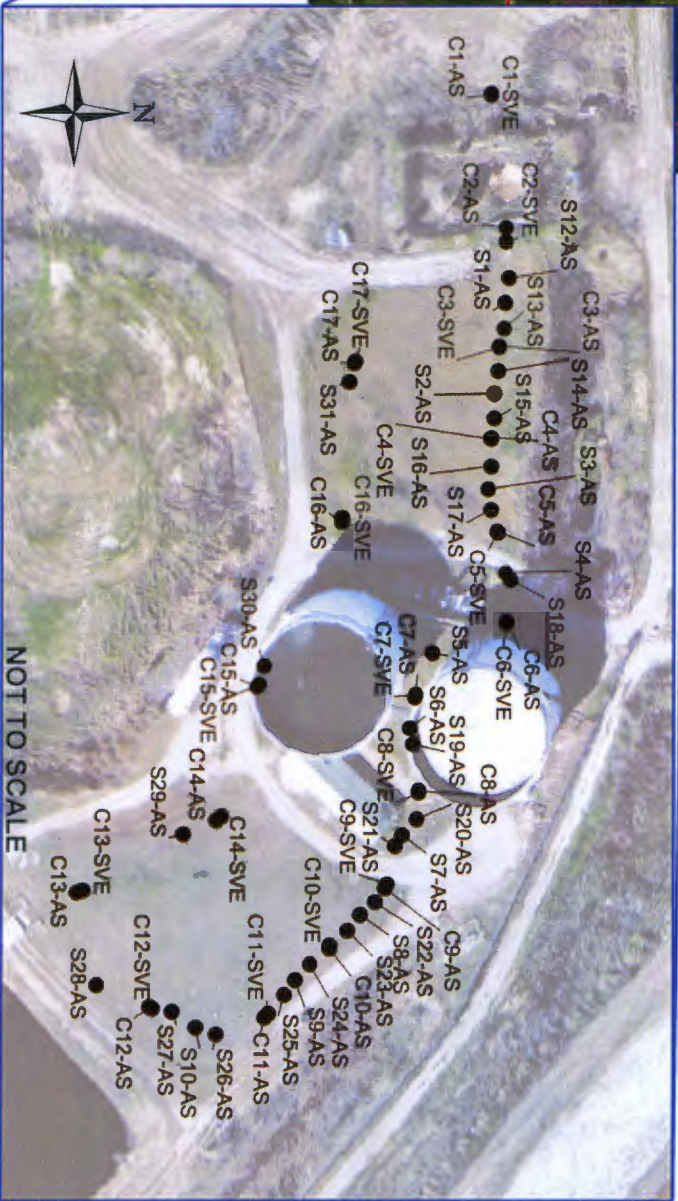 N
C1-SVE
C1-AS
C2-SVE
C2-AS
S12-AS
S1-AS
S13-AS
C3-AS
C3-SVE
S14-AS
S2-AS
S15-AS
C4-AS
C4-SVE
S16-AS
S3-AS
S17-AS
C5-AS
C5-SVE
S4-AS
S18-AS
C6-AS
C6-SVE
C17-SVE
C17-AS
S31-AS
C16-SVE
C16-AS
S30-AS
C15-AS
C15-SVE
S5-AS
C7-AS
C7-SVE
S6-AS
S19-AS
C8-AS
C8-SVE
S20-AS
S21-AS
S7-AS
C9-SVE
C9-AS
S22-AS
S8-AS
S23-AS
C10-SVE
C10-AS
S24-AS
S9-AS
S25-AS
C11-SVE
C11-AS
C14-AS
C14-SVE
S29-AS
C13-SVE
C13-AS
S28-AS
C12-SVE
C12-AS
S27-AS
S10-AS
S26-AS
NOT TO SCALE